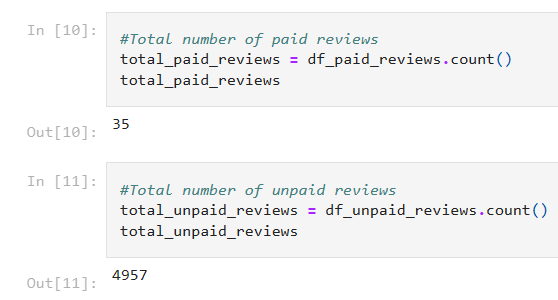 In [10]:
#Total number of paid reviews
total_paid_reviews = df_paid_reviews.count()
total_paid_reviews
Out[10]:
35
In [11]:
#Total number of unpaid reviews
total_unpaid_reviews = df_unpaid_reviews.count()
total_unpaid_reviews
Out[11]:
4957